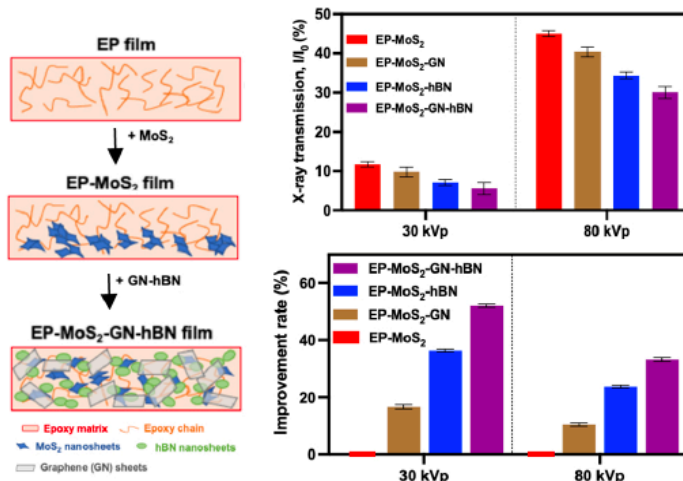 EP film
+ MoS₂
EP-MoS₂ film
+ GN-hBN
EP-MoS₂-GN-hBN film
Epoxy matrix
Epoxy chain
MoS₂ nanosheets
hBN nanosheets
Graphene (GN) sheets
X-ray transmission, I/I₀ (%)
50
40
30
20
10
0
EP-MoS₂
EP-MoS₂-GN
EP-MoS₂-hBN
EP-MoS₂-GN-hBN
30 kVp
80 kVp
Improvement rate (%)
60
40
20
0
EP-MoS₂-GN-hBN
EP-MoS₂-hBN
EP-MoS₂-GN
EP-MoS₂
30 kVp
80 kVp